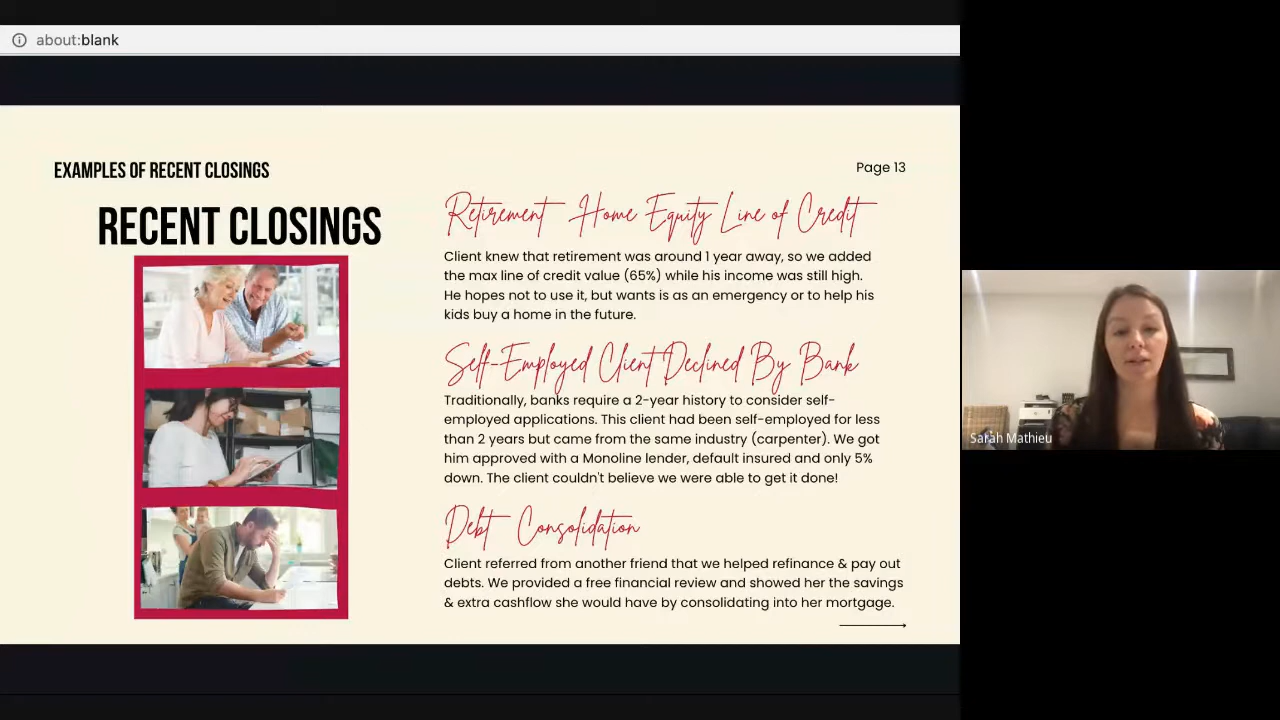 about:blank
EXAMPLES OF RECENT CLOSINGS
Page 13
RECENT CLOSINGS
Retirement Home Equity Line of Credit
Client knew that retirement was around 1 year away, so we added
the max line of credit value (65%) while his income was still high.
He hopes not to use it, but wants is as an emergency or to help his
kids buy a home in the future.
Self-Employed Client Declined By Bank
Traditionally, banks require a 2-year history to consider self-
employed applications. This client had been self-employed for less
than 2 years but came from the same industry (carpenter). We got
him approved with a Monoline lender, default insured and only 5%
down. The client couldn't believe we were able to get it done!
Debt Consolidation
Client referred from another friend that we helped refinance & pay out
debts. We provided a free financial review and showed her the savings
& extra cashflow she would have by consolidating into her mortgage.
Sarah Mathieu